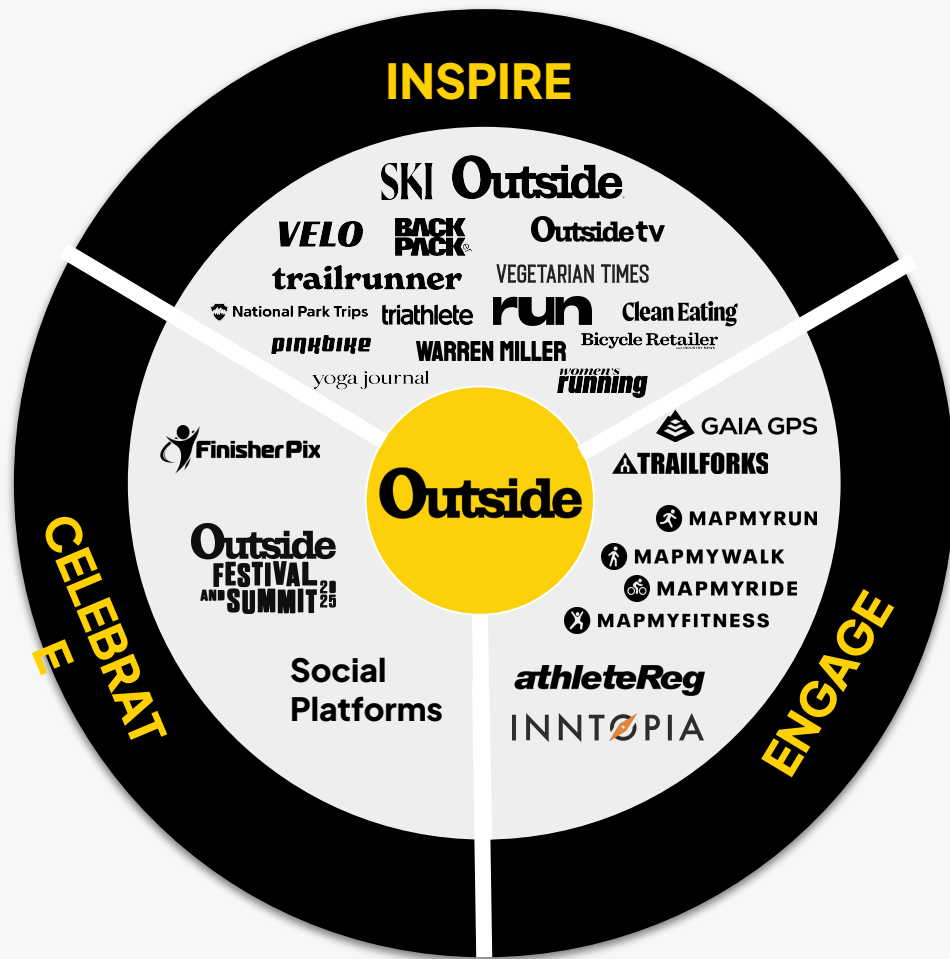 INSPIRE
SKI Outside
VELO BACK PACK Outside tv
trailrunner VEGETARIAN TIMES
National Park Trips triathlete run Clean Eating
pinkbike WARREN MILLER Bicycle Retailer
yoga journal women's running
FinisherPix
Outside
FESTIVAL
AND SUMMIT 2025
Social
Platforms
CELEBRAT
E
Outside
GAIA GPS
TRAILFORKS
MAPMYRUN
MAPMYWALK
MAPMYRIDE
MAPMYFITNESS
athleteReg
INNTOPIA
ENGAGE